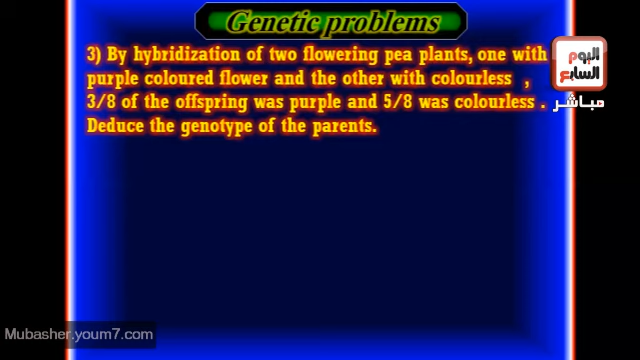 Genetic problems
3) By hybridization of two flowering pea plants, one with
purple coloured flower and the other with colourless ,
3/8 of the offspring was purple and 5/8 was colourless .
Deduce the genotype of the parents.
اليوم
السابع
مباشر
Mubasher.youm7.com